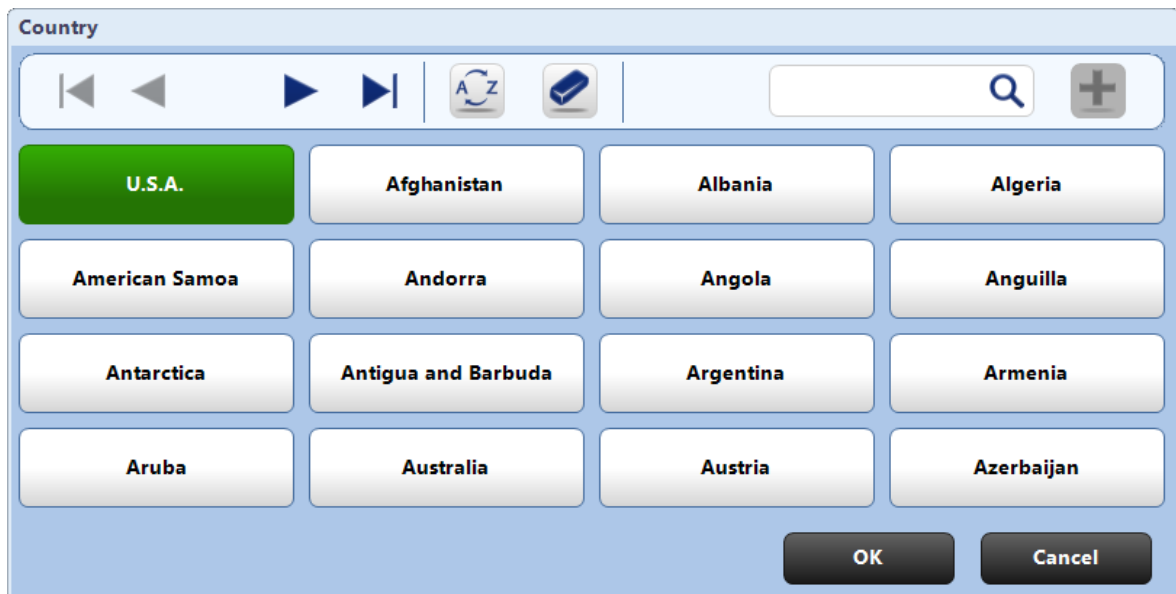 Country
A Z
U.S.A. Afghanistan Albania Algeria
American Samoa Andorra Angola Anguilla
Antarctica Antigua and Barbuda Argentina Armenia
Aruba Australia Austria Azerbaijan
OK Cancel